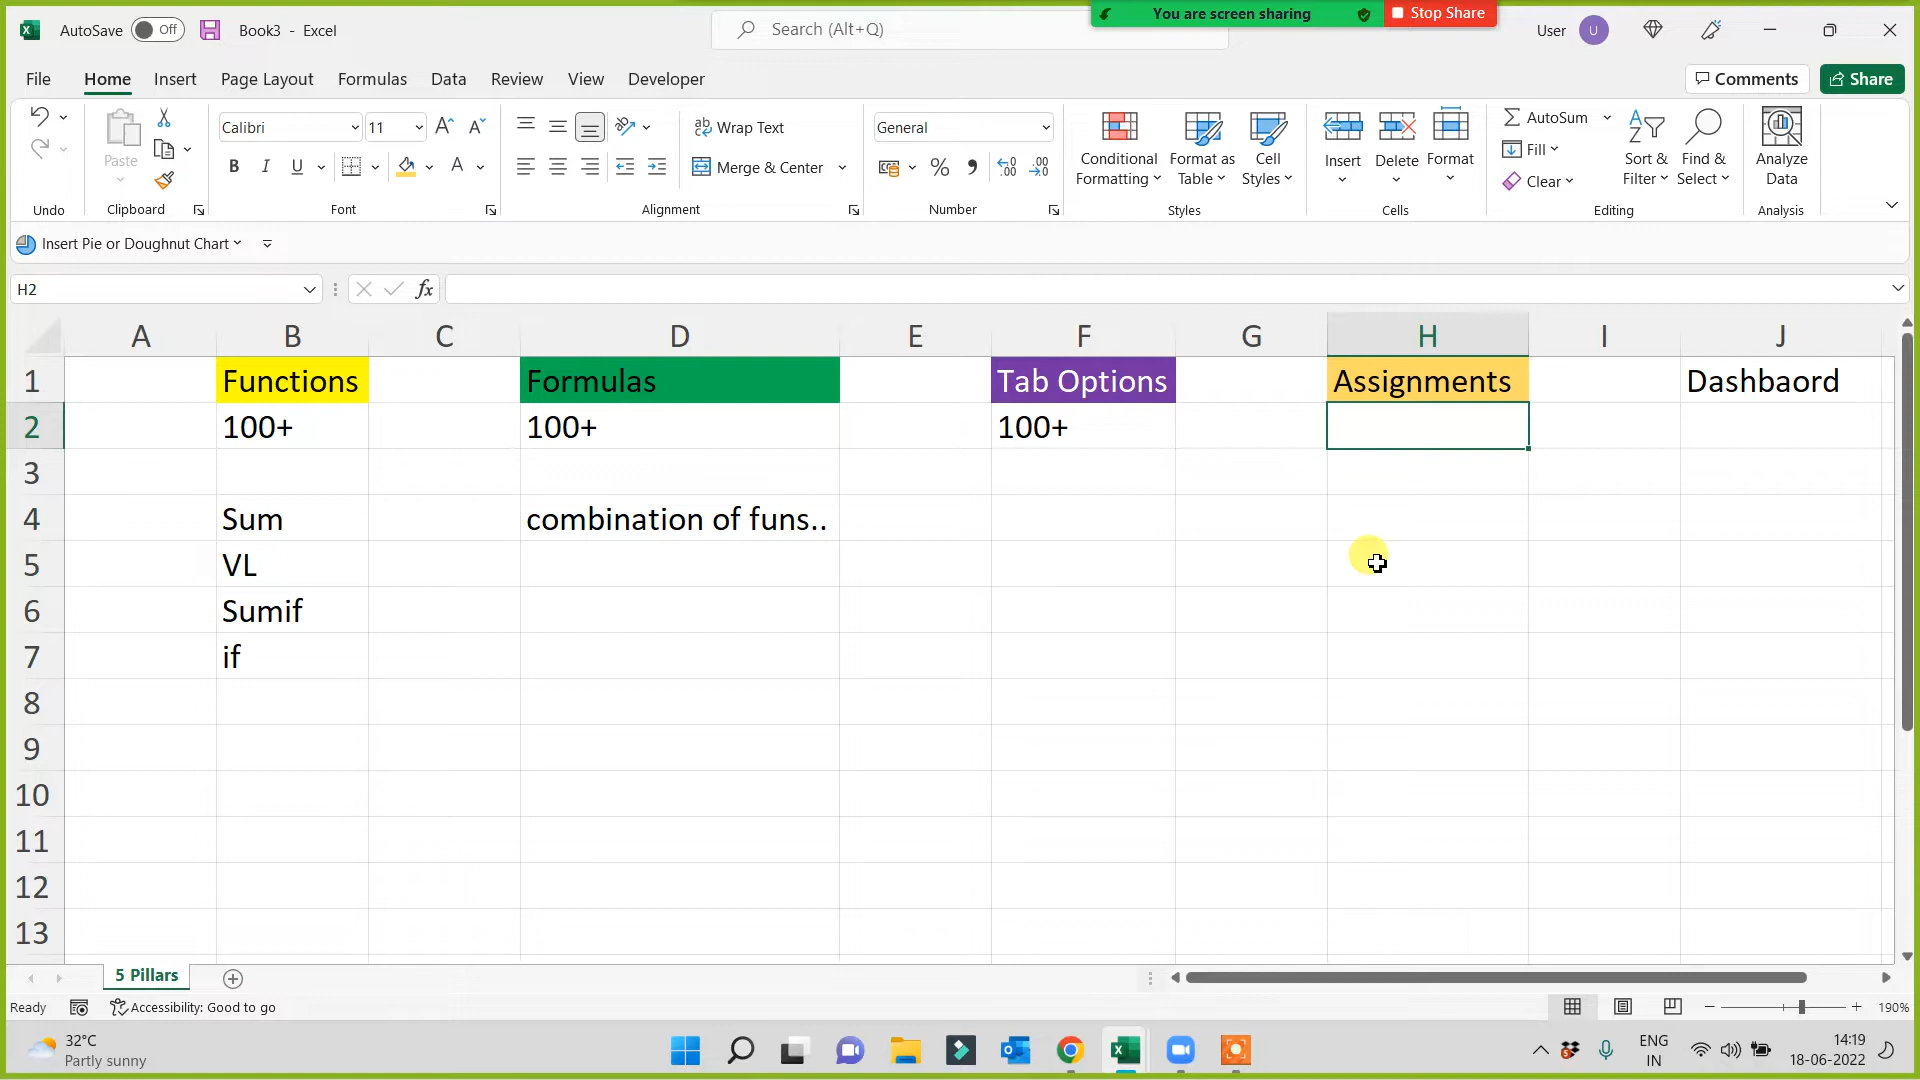 You are screen sharing
Stop Share
AutoSave Off Book3 - Excel
Search (Alt+Q)
User U
File Home Insert Page Layout Formulas Data Review View Developer
Comments Share
Paste
Calibri 11
B I U A
Wrap Text
Merge & Center
General
Conditional Formatting
Format as Table
Cell Styles
Insert
Delete
Format
AutoSum
Fill
Clear
Sort & Filter
Find & Select
Analyze Data
Undo Clipboard Font Alignment Number Styles Cells Editing Analysis
Insert Pie or Doughnut Chart
H2 fx
A B C D E F G H I J
1 Functions Formulas Tab Options Assignments Dashbaord
2 100+ 100+ 100+
3
4 Sum combination of funs..
5 VL
6 Sumif
7 if
8
9
10
11
12
13
5 Pillars
Ready Accessibility: Good to go 190%
32°C
Partly sunny
ENG
IN
14:19
18-06-2022